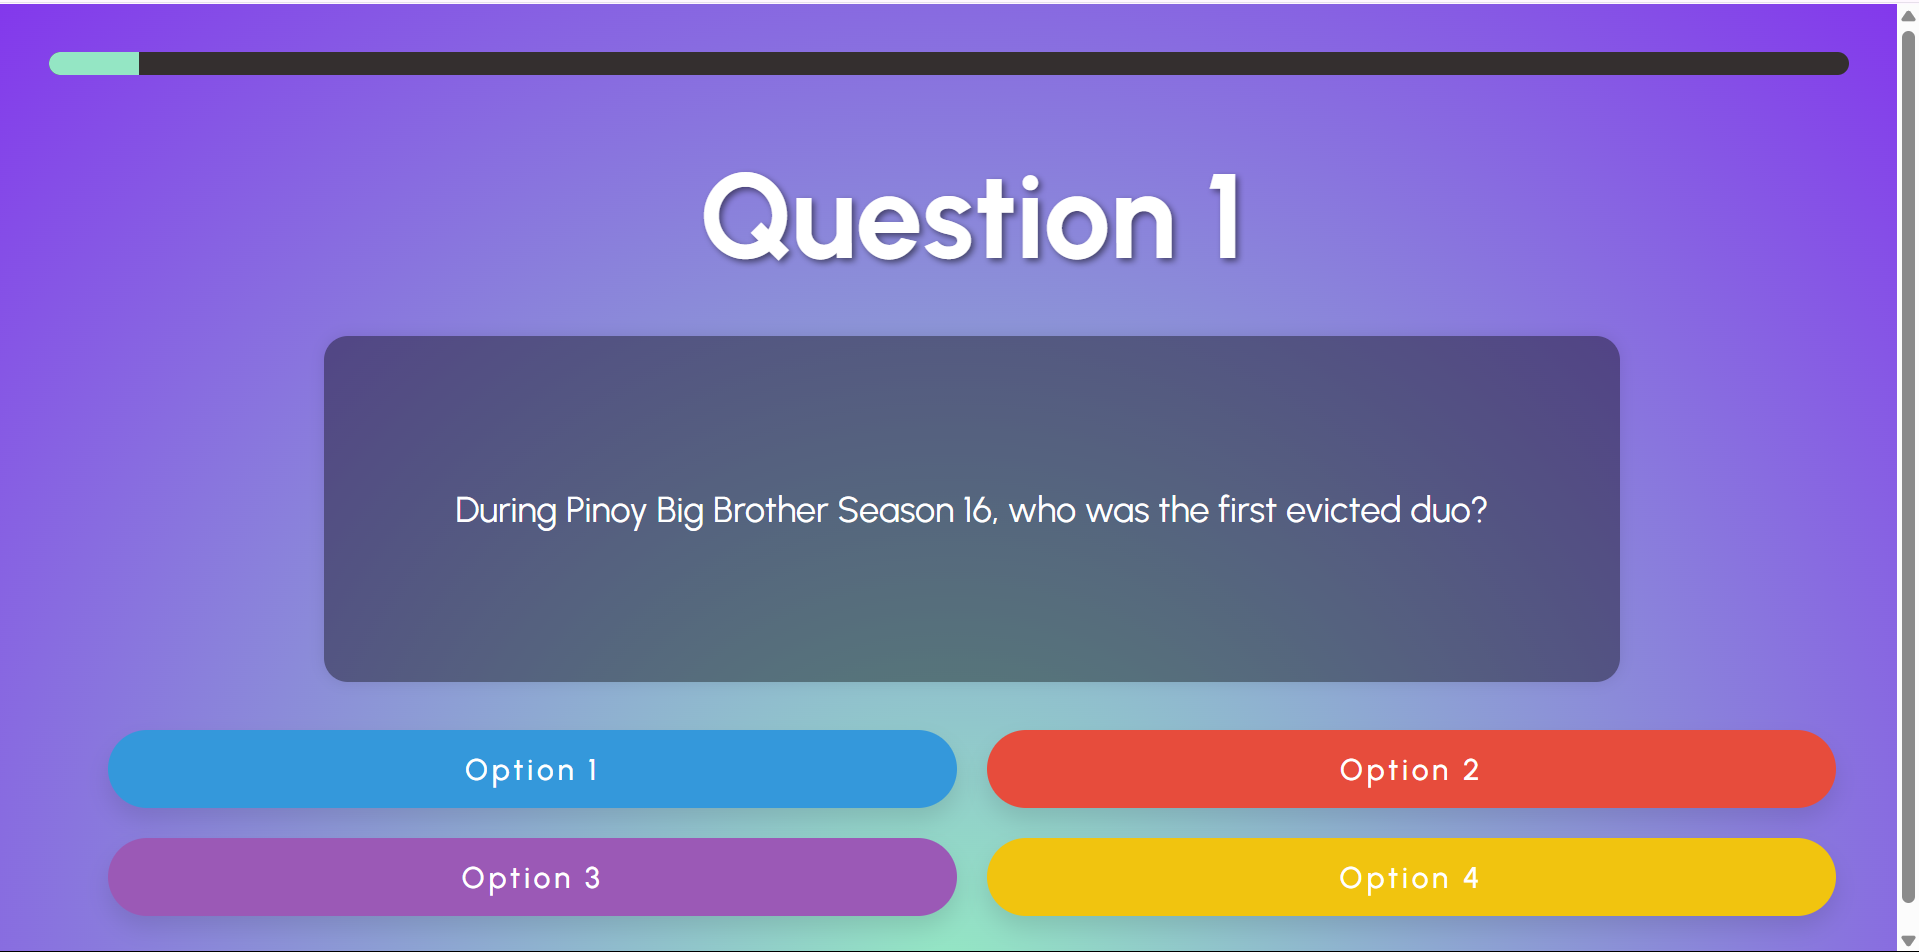 Question 1
During Pinoy Big Brother Season 16, who was the first evicted duo?
Option 1
Option 2
Option 3
Option 4